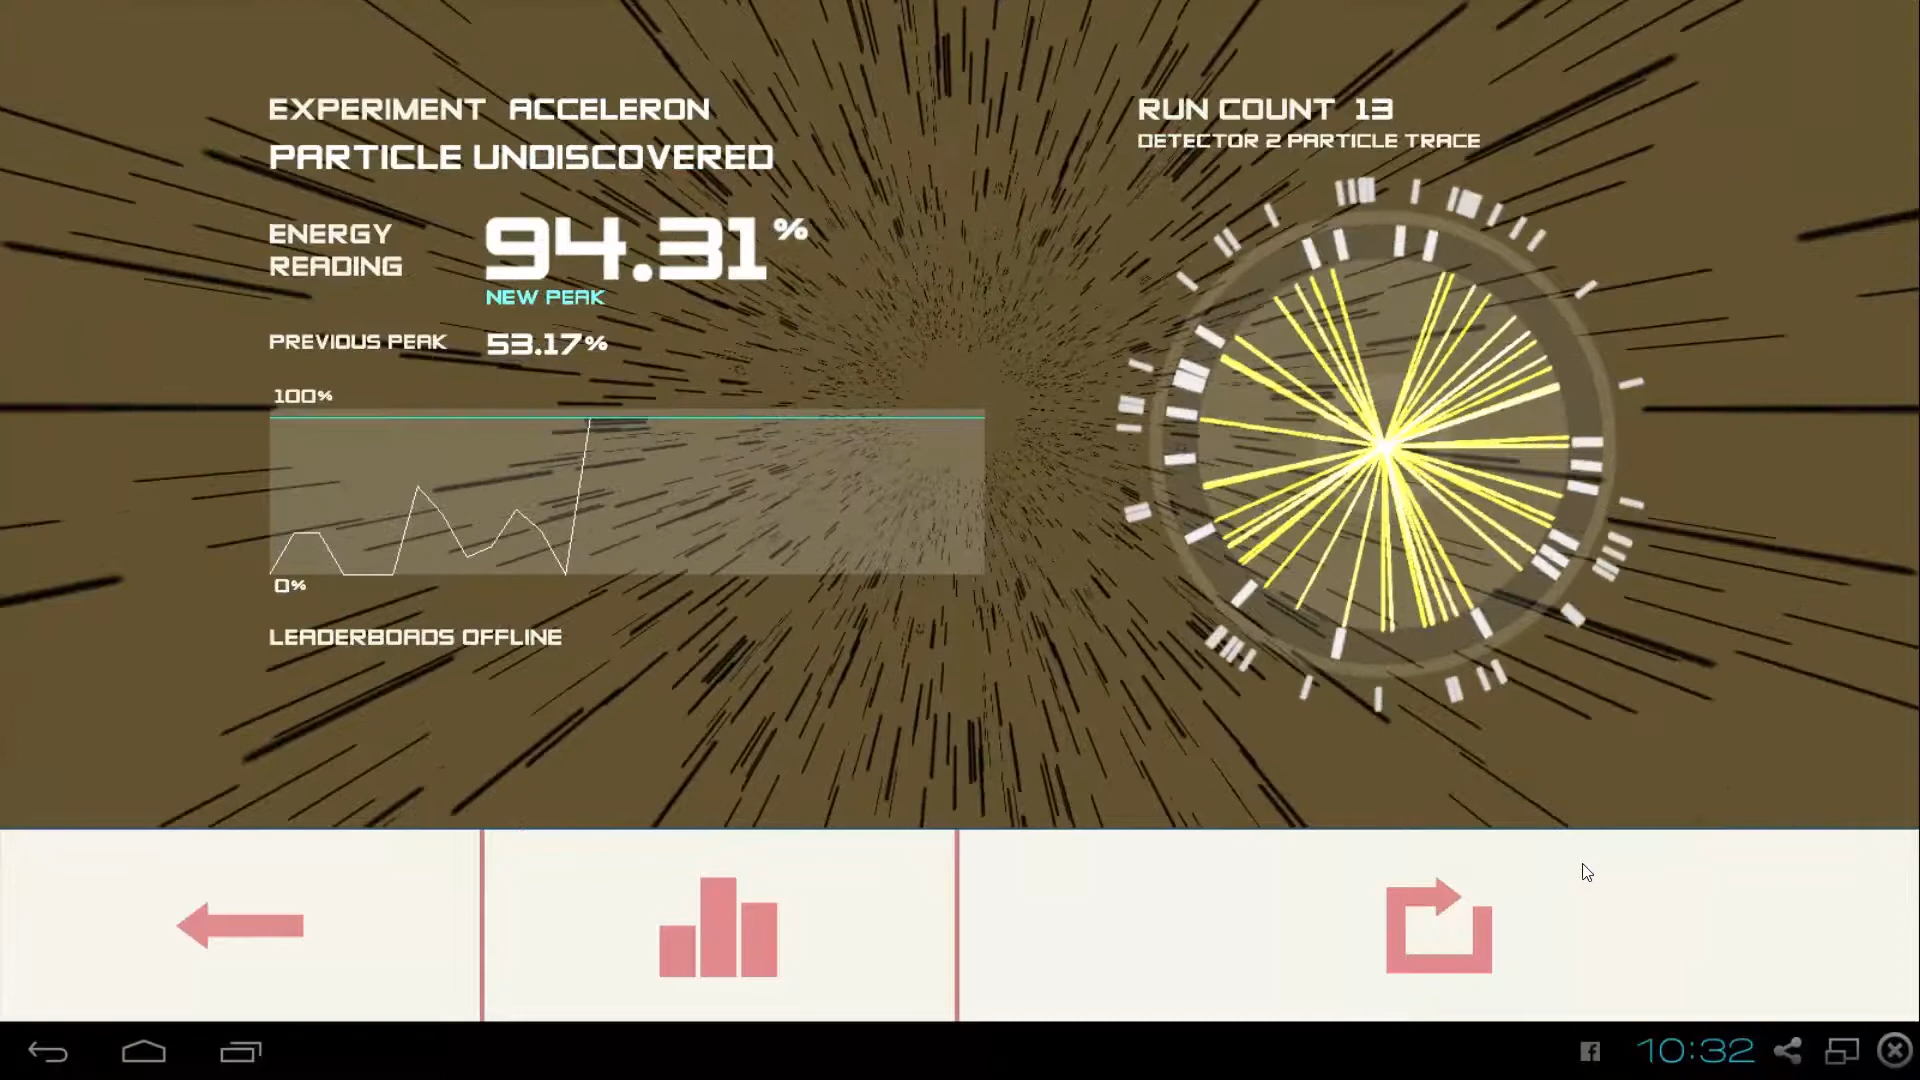 EXPERIMENT ACCELERON
PARTICLE UNDISCOVERED
ENERGY
READING
94.31%
NEW PEAK
PREVIOUS PEAK 53.17%
100%
0%
LEADERBOADS OFFLINE
RUN COUNT 13
DETECTOR 2 PARTICLE TRACE
f
10:32